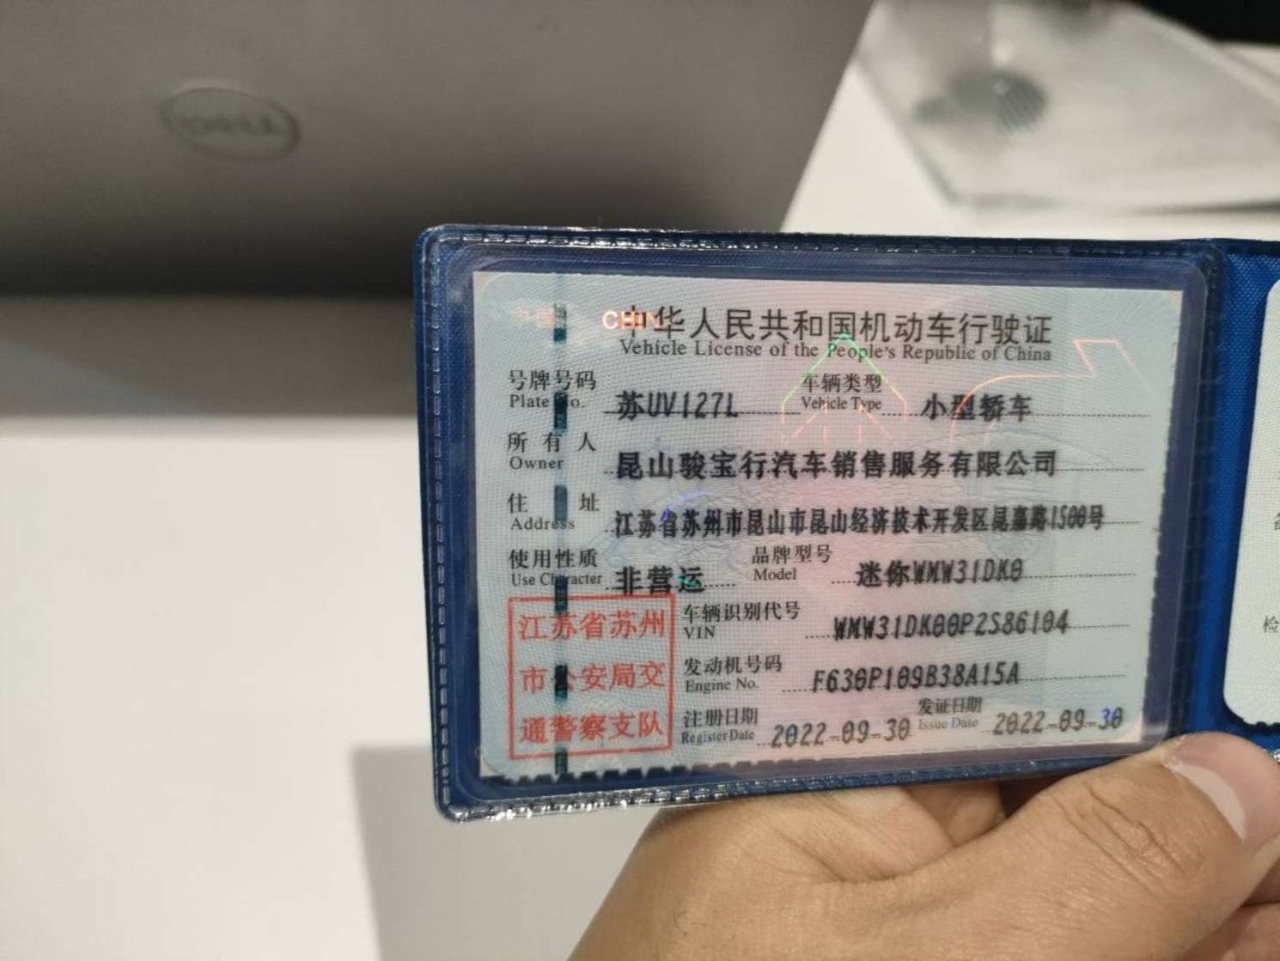 DELL
中国 CHINA
中华人民共和国机动车行驶证
Vehicle License of the People's Republic of China
号牌号码 苏UV127L 车辆类型 小型轿车
Plate No. Vehicle Type
所有人 昆山骏宝行汽车销售服务有限公司
Owner
住址 江苏省苏州市昆山市昆山经济技术开发区昆嘉路1500号
Address
使用性质 非营运 品牌型号 迷你WMW31DK0
Use Character Model
江苏省苏州
市公安局交
通警察支队
车辆识别代号 WMW31DK00P2S86104
VIN
发动机号码 F630P109B38A15A
Engine No.
注册日期 2022-09-30 发证日期 2022-09-30
Register Date Issue Date
检